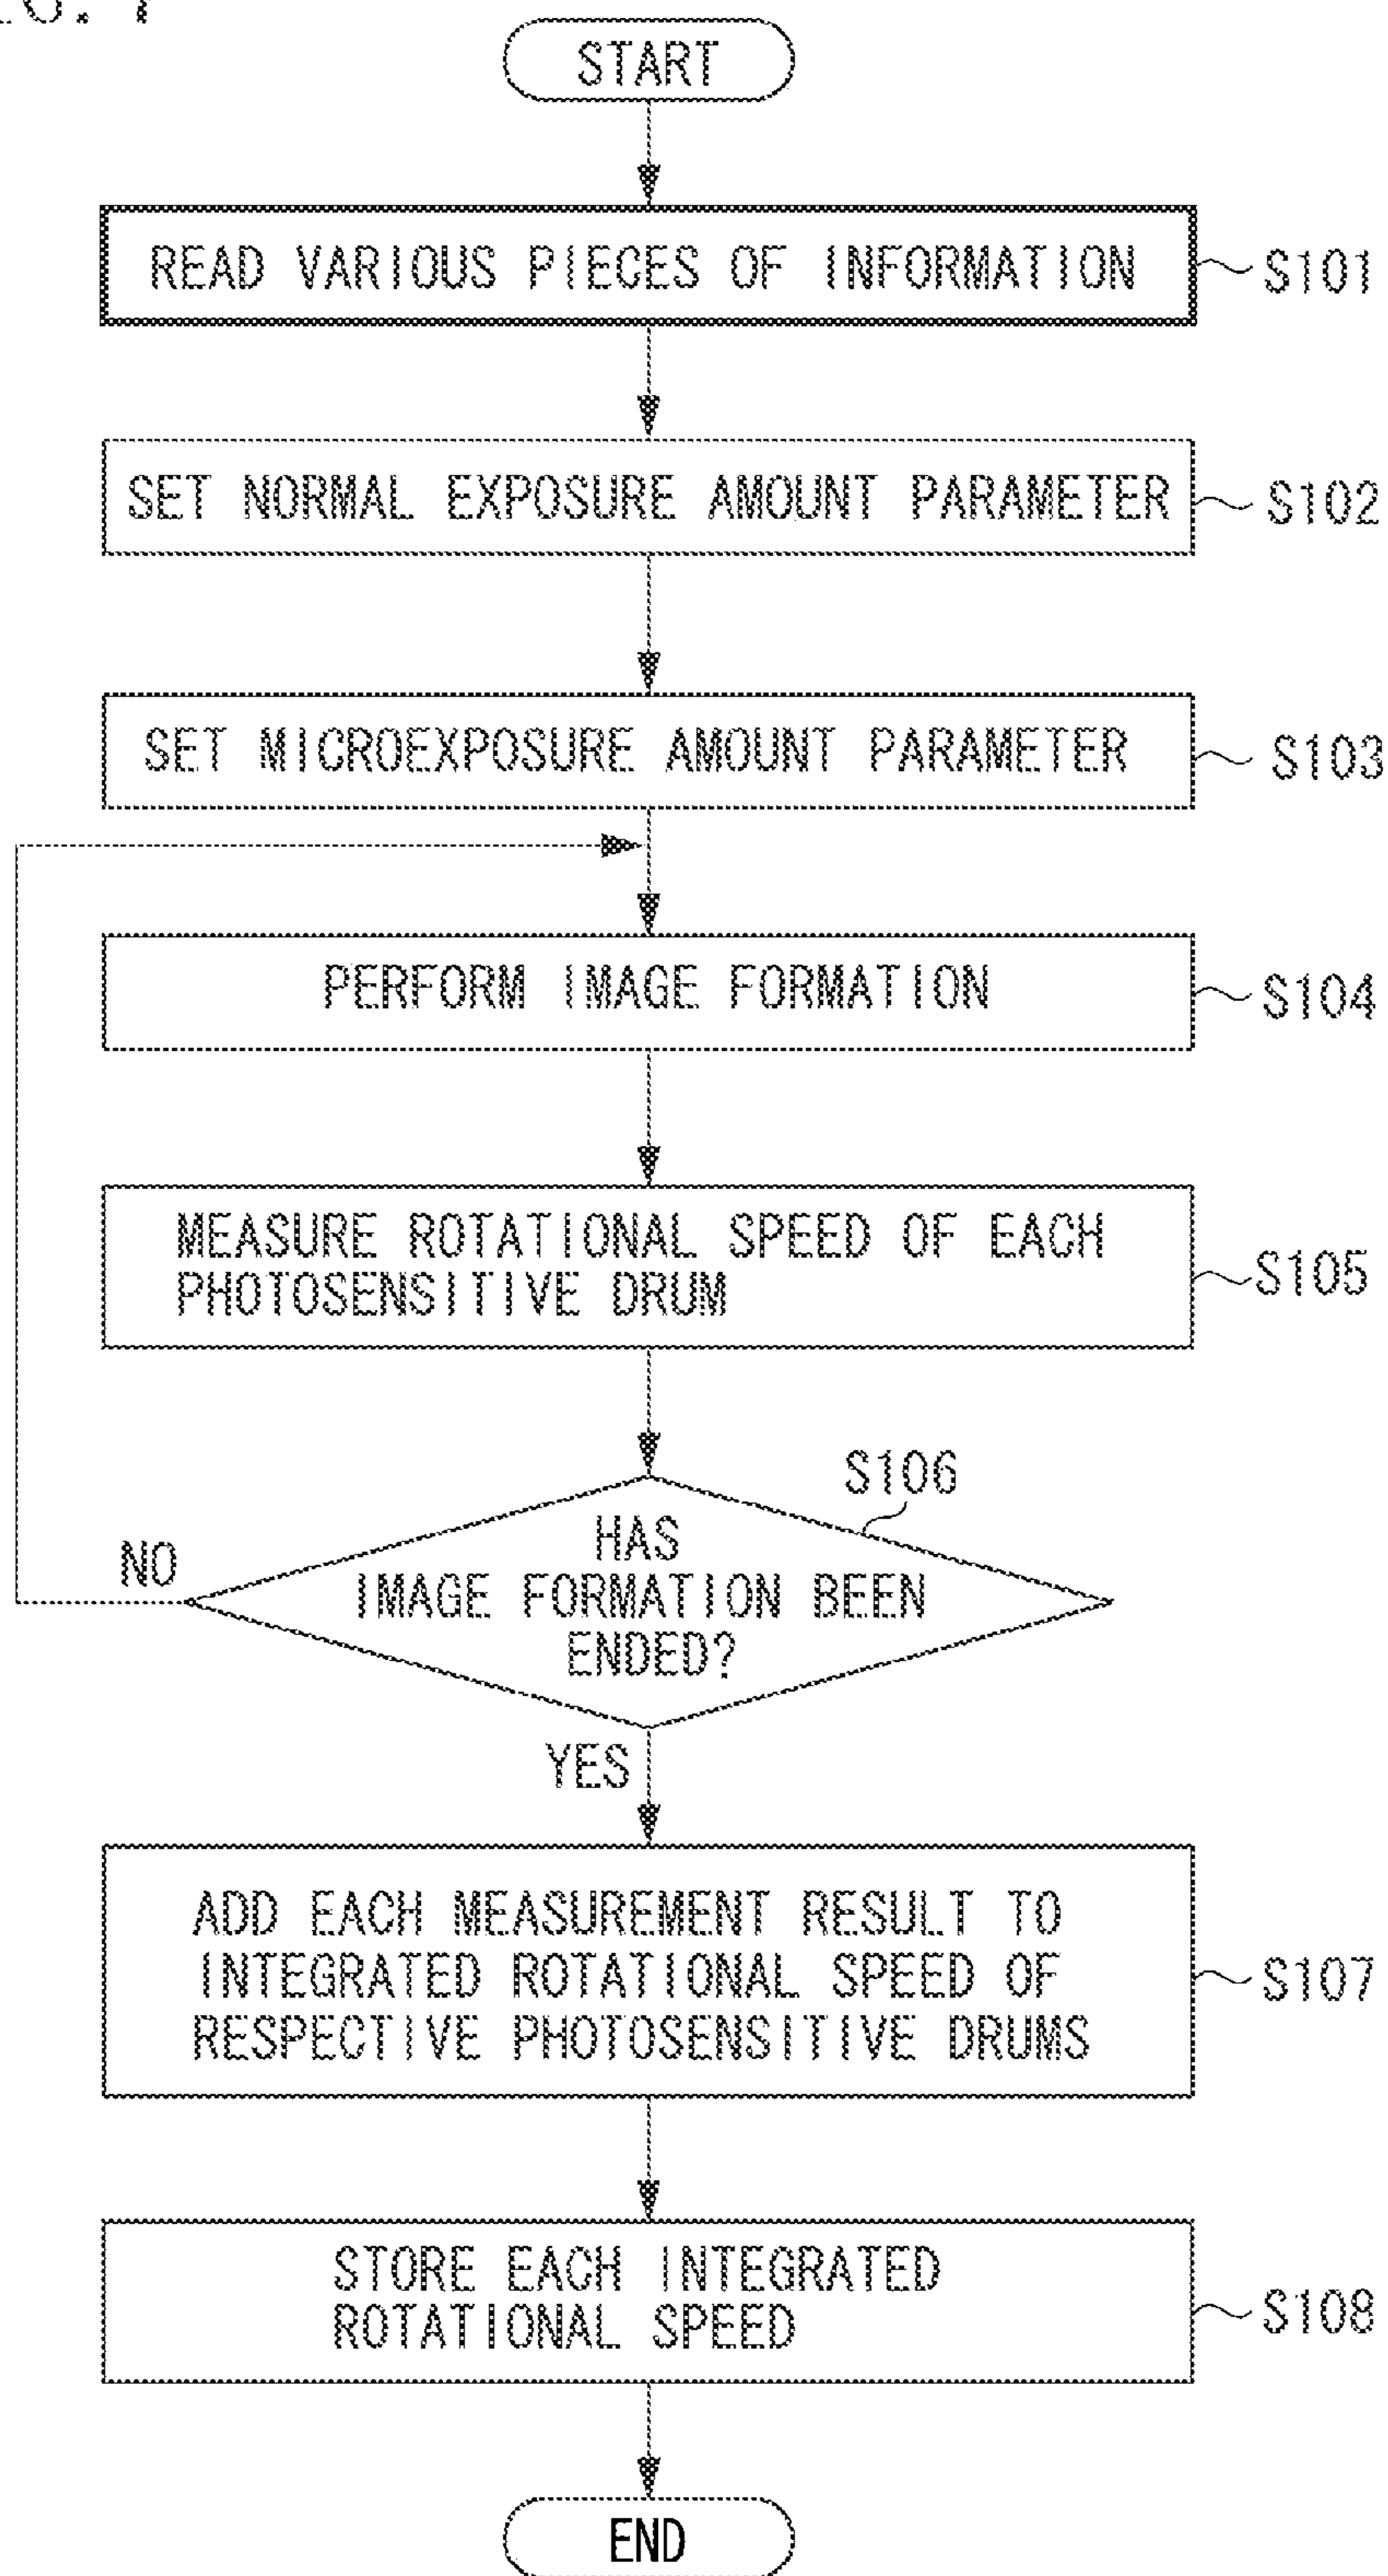 START
READ VARIOUS PIECES OF INFORMATION
S101
SET NORMAL EXPOSURE AMOUNT PARAMETER
S102
SET MICROEXPOSURE AMOUNT PARAMETER
S103
PERFORM IMAGE FORMATION
S104
MEASURE ROTATIONAL SPEED OF EACH
PHOTOSENSITIVE DRUM
S105
S106
HAS
IMAGE FORMATION BEEN
ENDED?
NO
YES
ADD EACH MEASUREMENT RESULT TO
INTEGRATED ROTATIONAL SPEED OF
RESPECTIVE PHOTOSENSITIVE DRUMS
S107
STORE EACH INTEGRATED
ROTATIONAL SPEED
S108
END